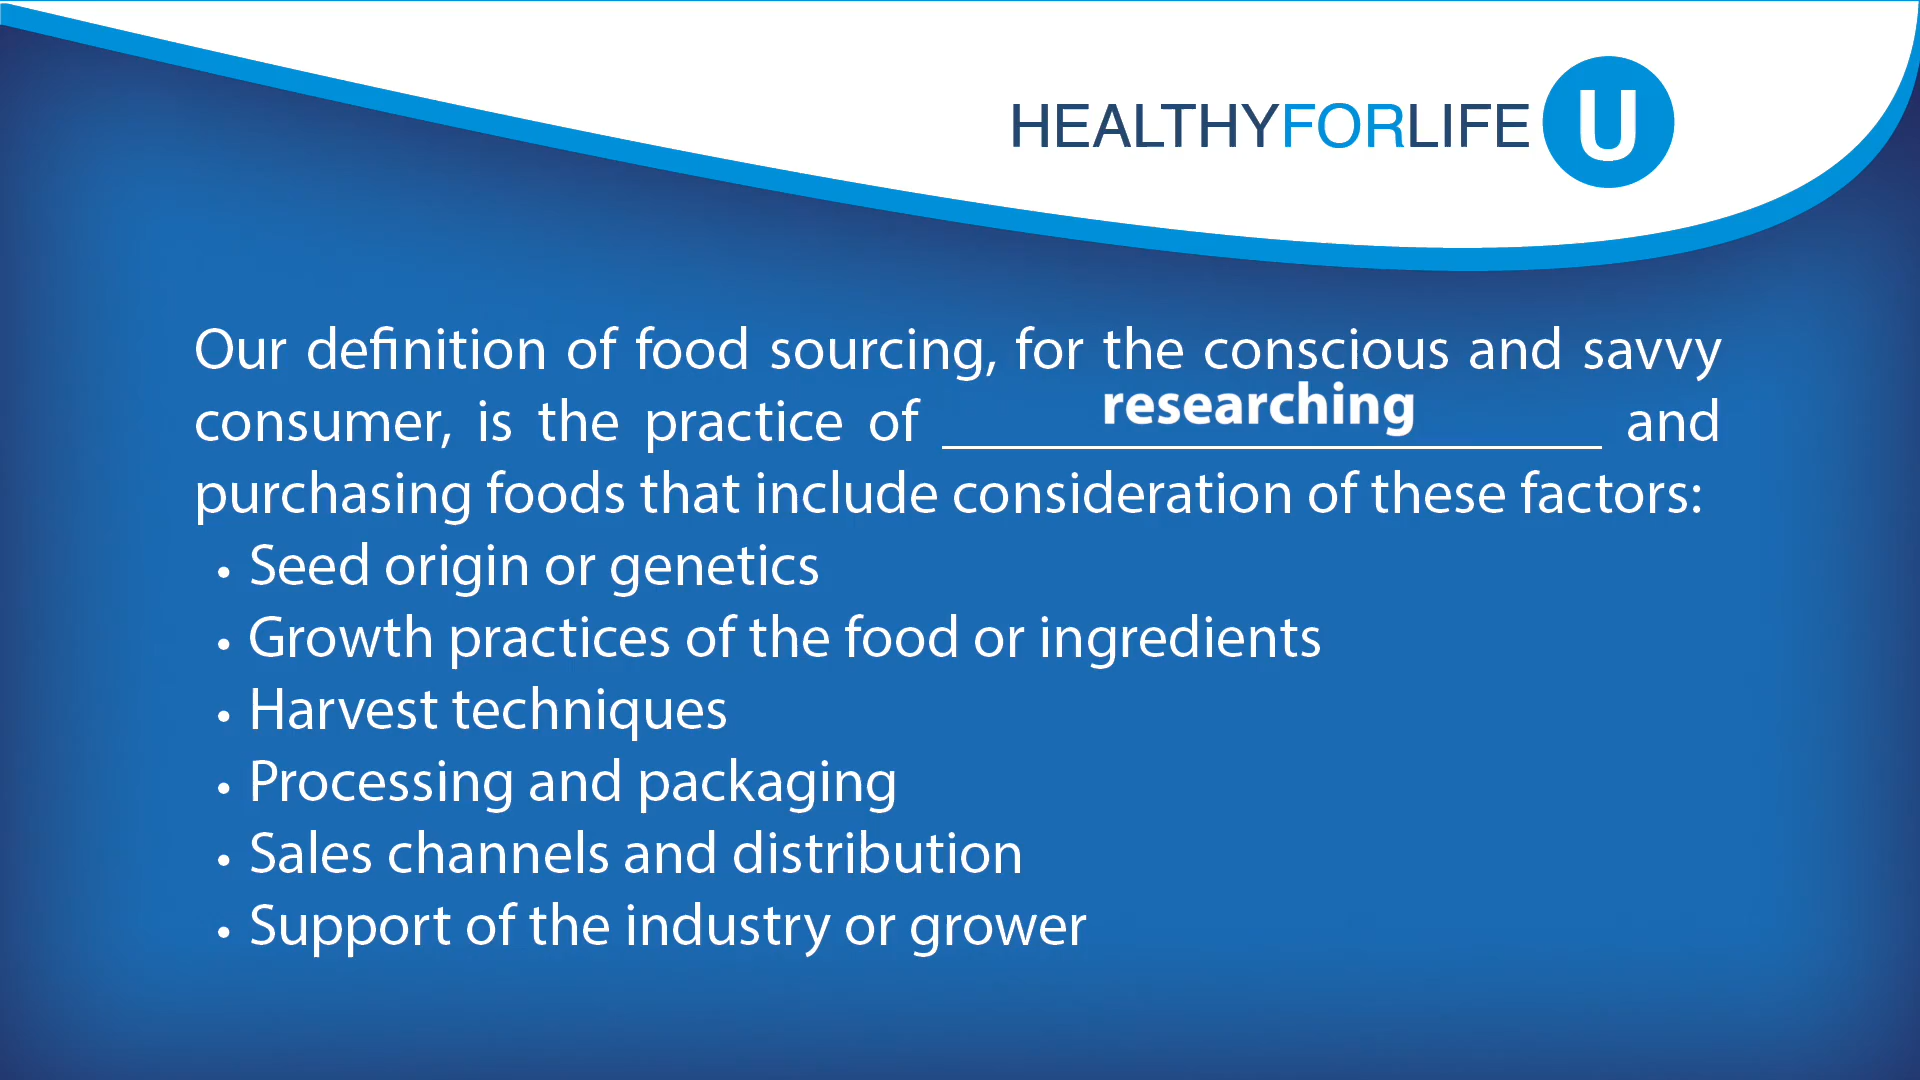 HEALTHYFORLIFE U
Our definition of food sourcing, for the conscious and savvy
consumer, is the practice of researching and
purchasing foods that include consideration of these factors:
• Seed origin or genetics
• Growth practices of the food or ingredients
• Harvest techniques
• Processing and packaging
• Sales channels and distribution
• Support of the industry or grower